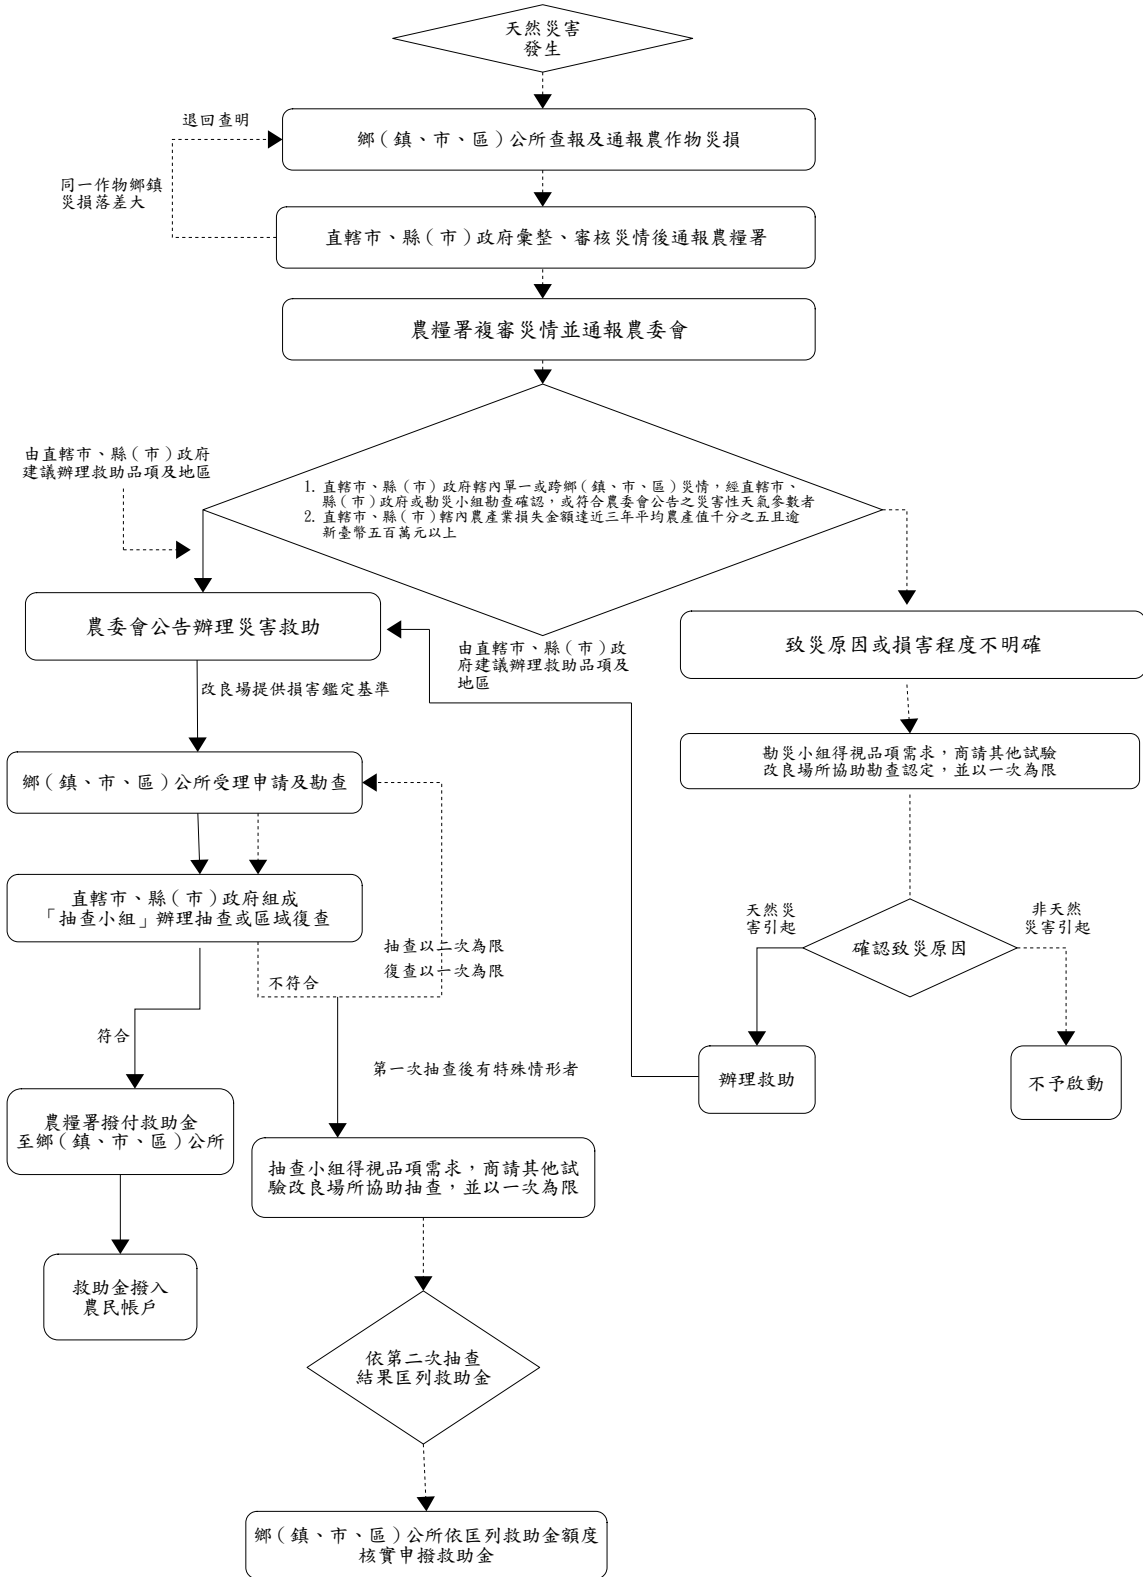 天然災害
發生
退回查明
鄉（鎮、市、區）公所查報及通報農作物災損
同一作物鄉鎮
災損落差大
直轄市、縣（市）政府彙整、審核災情後通報農糧署
農糧署複審災情並通報農委會
由直轄市、縣（市）政府
建議辦理救助品項及地區
1. 直轄市、縣（市）政府轄內單一或跨鄉（鎮、市、區）災情，經直轄市、
縣（市）政府或勘災小組勘查確認，或符合農委會公告之災害性天氣參數者
2. 直轄市、縣（市）轄內農產業損失金額達近三年平均農產值千分之五且逾
新臺幣五百萬元以上
農委會公告辦理災害救助
由直轄市、縣（市）政
府建議辦理救助品項及
地區
致災原因或損害程度不明確
改良場提供損害鑑定基準
勘災小組得視品項需求，商請其他試驗
改良場所協助勘查認定，並以一次為限
鄉（鎮、市、區）公所受理申請及勘查
直轄市、縣（市）政府組成
「抽查小組」辦理抽查或區域復查
天然災
害引起
非天然
災害引起
確認致災原因
抽查以二次為限
復查以一次為限
不符合
符合
第一次抽查後有特殊情形者
辦理救助
不予啟動
農糧署撥付救助金
至鄉（鎮、市、區）公所
抽查小組得視品項需求，商請其他試
驗改良場所協助抽查，並以一次為限
救助金撥入
農民帳戶
依第二次抽查
結果匡列救助金
鄉（鎮、市、區）公所依匡列救助金額度
核實申撥救助金